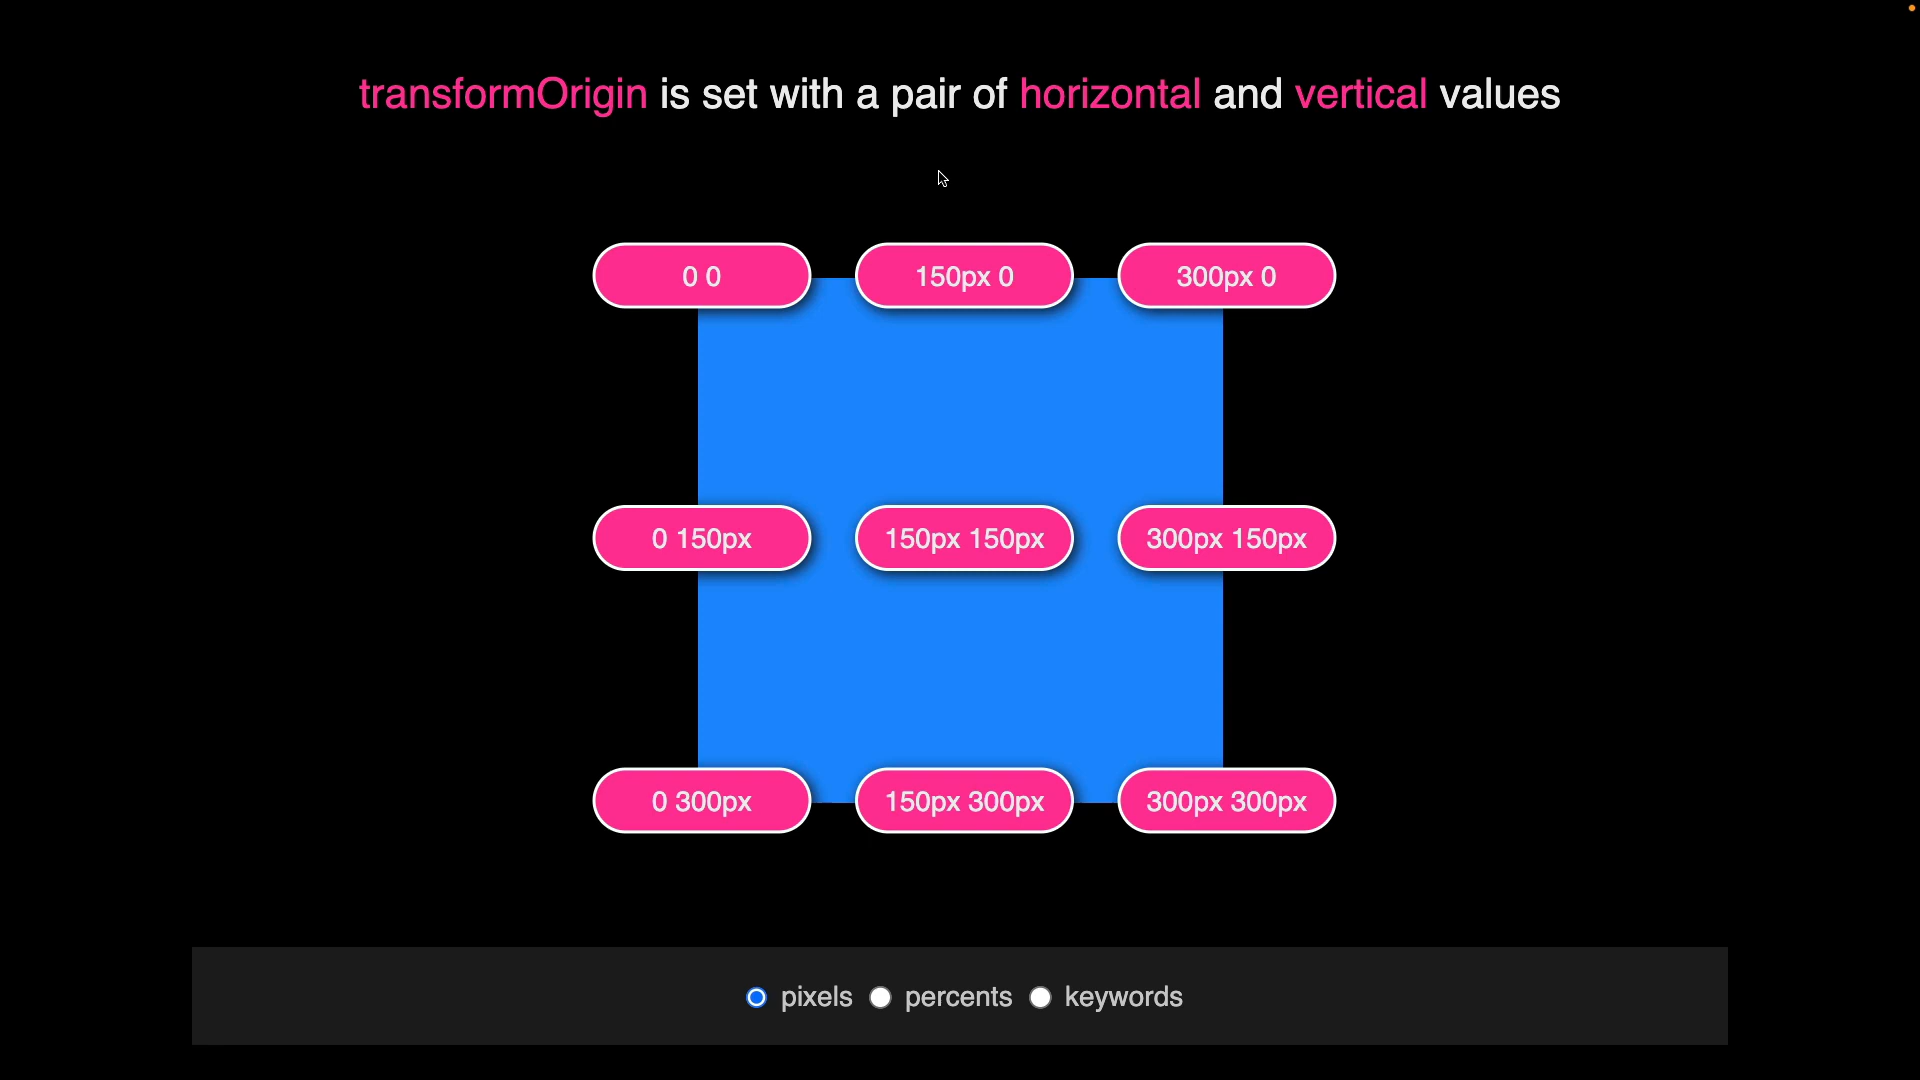 transformOrigin is set with a pair of horizontal and vertical values
0 0
150px 0
300px 0
0 150px
150px 150px
300px 150px
0 300px
150px 300px
300px 300px
pixels percents keywords